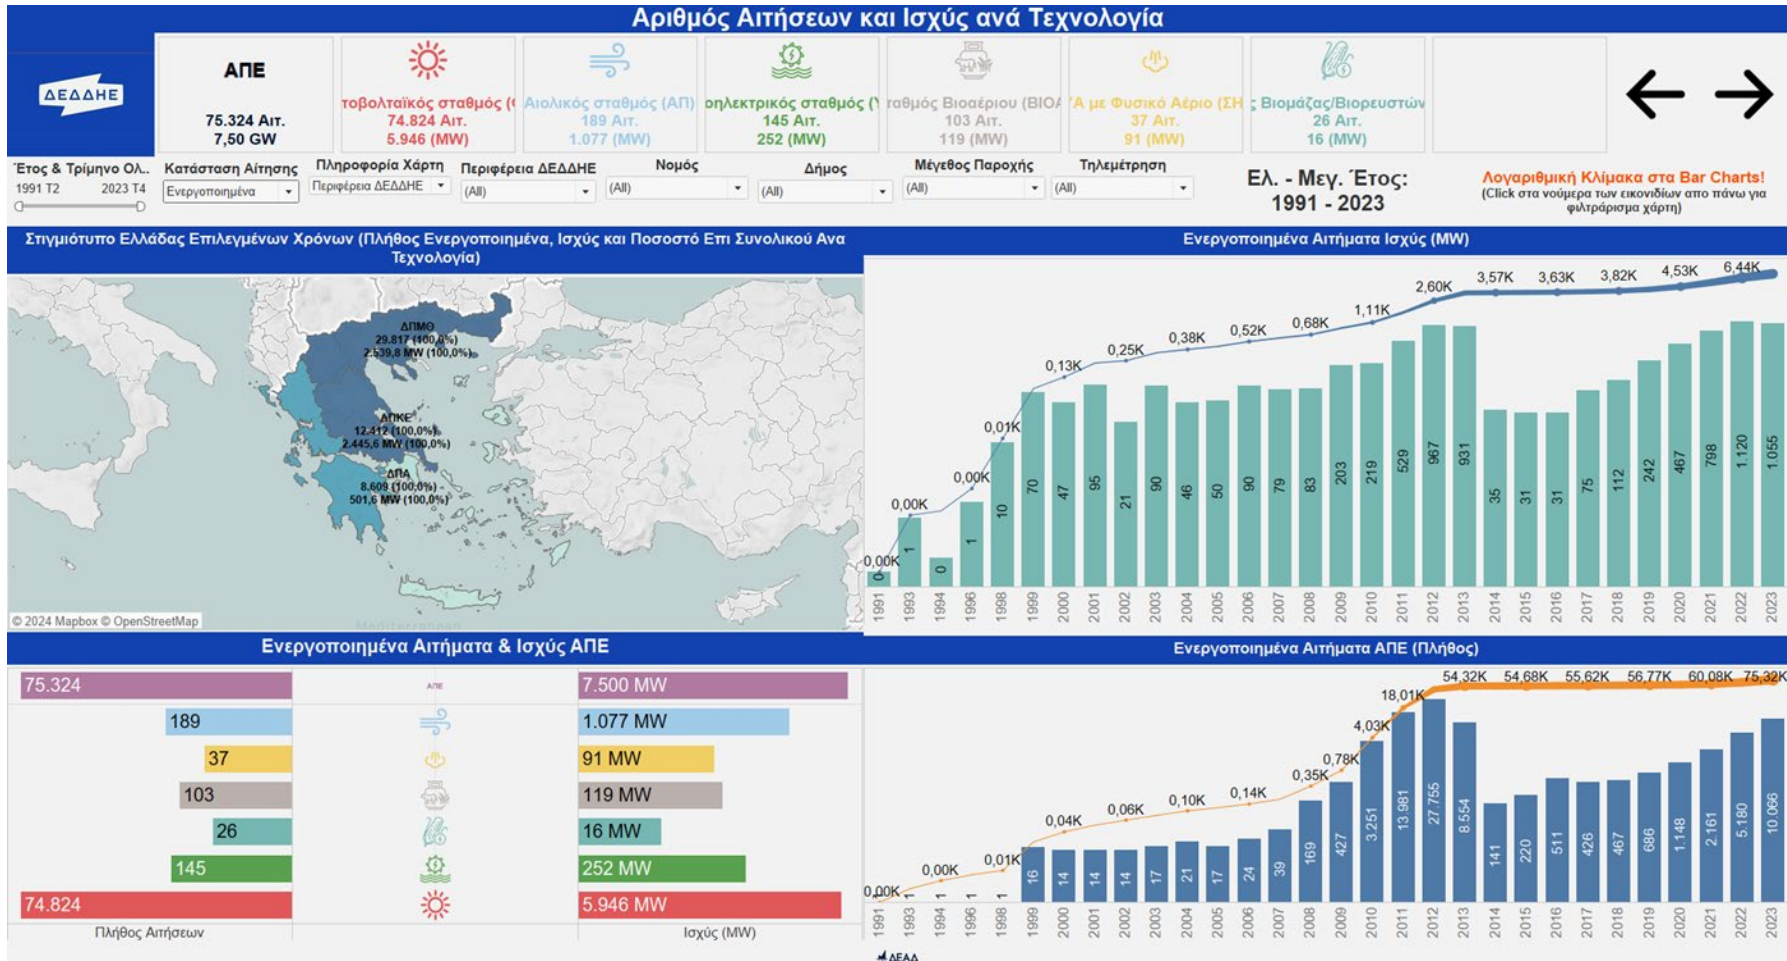 Αριθμός Αιτήσεων και Ισχύς ανά Τεχνολογία
ΔΕΔΔΗΕ
ΑΠΕ
75.324 Αιτ.
7,50 GW
τοβολταϊκός σταθμός (Φ
74.824 Αιτ.
5.946 (MW)
Αιολικός σταθμός (ΑΠ)
189 Αιτ.
1.077 (MW)
οηλεκτρικός σταθμός (Υ
145 Αιτ.
252 (MW)
ταθμός Βιοαέριου (ΒΙΟΑ
103 Αιτ.
119 (MW)
Ά με Φυσικό Αέριο (ΣΗ
37 Αιτ.
91 (MW)
ς Βιομάζας/Βιορευστών
26 Αιτ.
16 (MW)
Έτος & Τρίμηνο Ολ..
1991 Τ2 2023 Τ4
Κατάσταση Αίτησης
Ενεργοποιημένα
Πληροφορία Χάρτη
Περιφέρεια ΔΕΔΔΗΕ
Περιφέρεια ΔΕΔΔΗΕ
(All)
Νομός
(All)
Δήμος
(All)
Μέγεθος Παροχής
(All)
Τηλεμέτρηση
(All)
Ελ. - Μεγ. Έτος:
1991 - 2023
Λογαριθμική Κλίμακα στα Bar Charts!
(Click στα νούμερα των εικονιδίων απο πάνω για
φιλτράρισμα χάρτη)
Στιγμιότυπο Ελλάδας Επιλεγμένων Χρόνων (Πλήθος Ενεργοποιημένα, Ισχύς και Ποσοστό Επι Συνολικού Ανα
Τεχνολογία)
ΔΠΜΘ
29.817 (100,0%)
2.539,8 MW (100,0%)
ΔΠΚΕ
12.412 (100,0%)
2.445,6 MW (100,0%)
ΔΠΑ
8.609 (100,0%)
501,6 MW (100,0%)
© 2024 Mapbox © OpenStreetMap
Mediterranean
Ενεργοποιημένα Αιτήματα Ισχύς (MW)
0,00K 0,00K 0,00K 0,01K 0,13K 0,25K 0,38K 0,52K 0,68K 1,11K 2,60K 3,57K 3,63K 3,82K 4,53K 6,44K
0 1 0 1 10 70 47 95 21 90 46 50 90 79 83 203 219 529 967 931 35 31 31 75 112 242 467 798 1.120 1.055
1991 1993 1994 1996 1998 1999 2000 2001 2002 2003 2004 2005 2006 2007 2008 2009 2010 2011 2012 2013 2014 2015 2016 2017 2018 2019 2020 2021 2022 2023
Ενεργοποιημένα Αιτήματα & Ισχύς ΑΠΕ
75.324 ΑΠΕ 7.500 MW
189 1.077 MW
37 91 MW
103 119 MW
26 16 MW
145 252 MW
74.824 5.946 MW
Πλήθος Αιτήσεων Ισχύς (MW)
Ενεργοποιημένα Αιτήματα ΑΠΕ (Πλήθος)
0,00K 0,00K 0,01K 0,04K 0,06K 0,10K 0,14K 0,35K 0,78K 4,03K 18,01K 54,32K 54,68K 55,62K 56,77K 60,08K 75,32K
1 1 1 1 1 16 14 14 14 17 21 17 24 39 169 427 3.251 13.981 27.755 8.554 141 220 511 426 467 686 1.148 2.161 5.180 10.066
1991 1993 1994 1996 1998 1999 2000 2001 2002 2003 2004 2005 2006 2007 2008 2009 2010 2011 2012 2013 2014 2015 2016 2017 2018 2019 2020 2021 2022 2023
ΔΕΑΔ